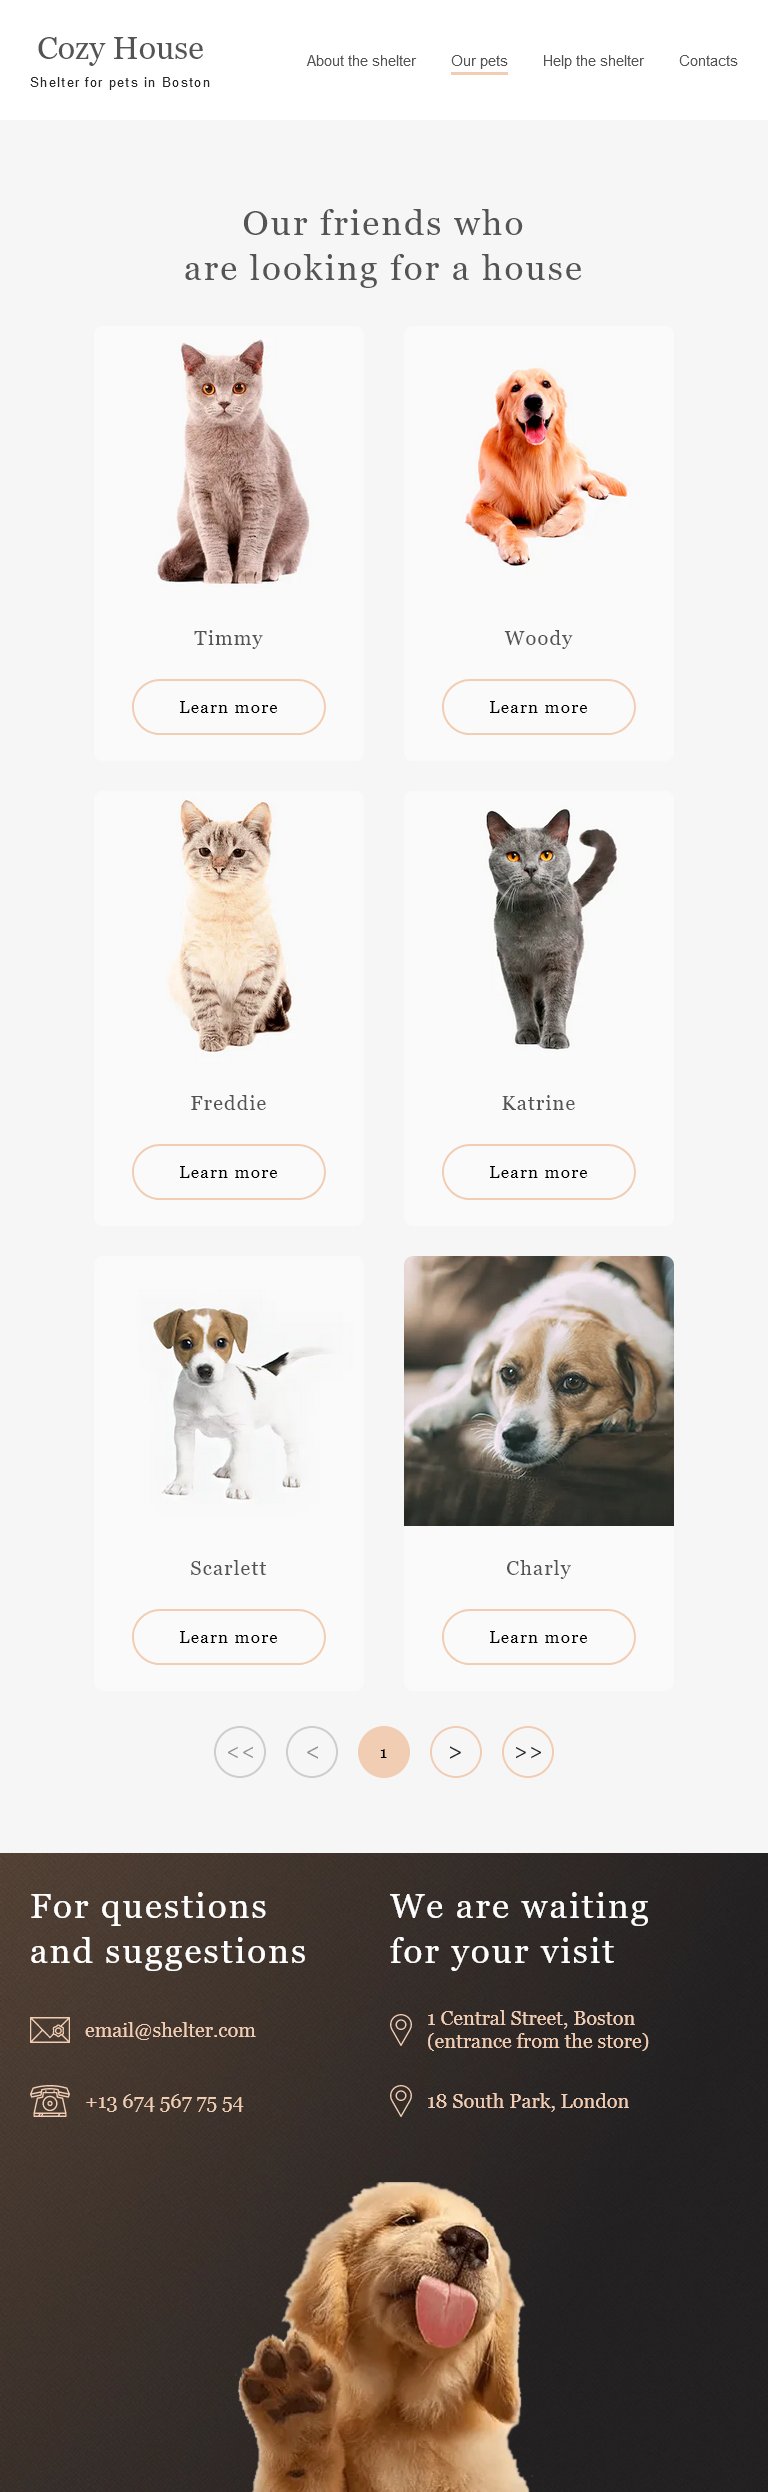 Cozy House
Shelter for pets in Boston
About the shelter
Our pets
Help the shelter
Contacts
Our friends who
are looking for a house
Timmy
Woody
Learn more
Learn more
Freddie
Katrine
Learn more
Learn more
Scarlett
Charly
Learn more
Learn more
<<
<
1
>
>>
For questions
and suggestions
email@shelter.com
+13 674 567 75 54
We are waiting
for your visit
1 Central Street, Boston
(entrance from the store)
18 South Park, London